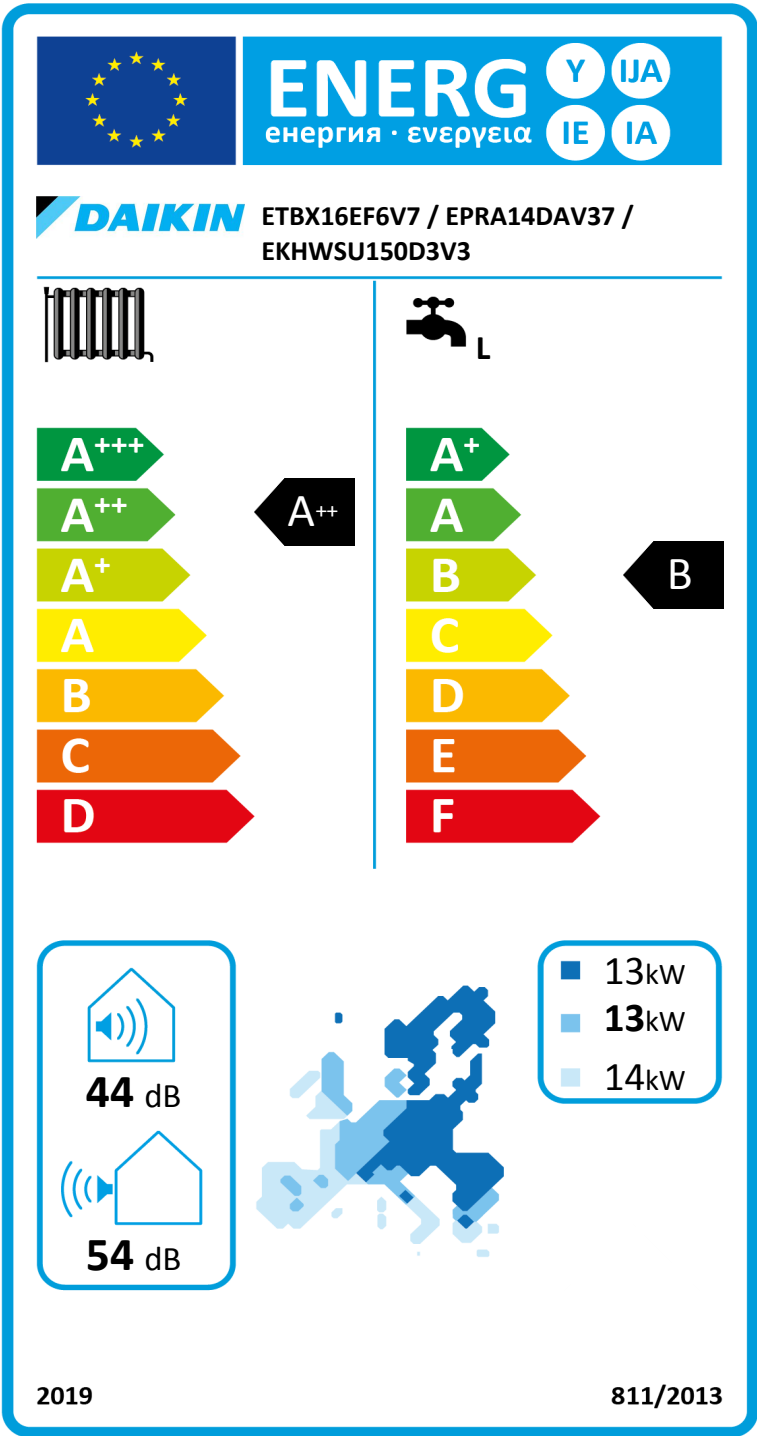 ENERG
енергия · ενεργεια
Y IJA
IE IA
DAIKIN
ETBX16EF6V7 / EPRA14DAV37 /
EKHWSU150D3V3
L
A+++
A++
A+
A
B
C
D
A++
A+
A
B
C
D
E
F
B
44 dB
54 dB
13kW
13kW
14kW
2019
811/2013